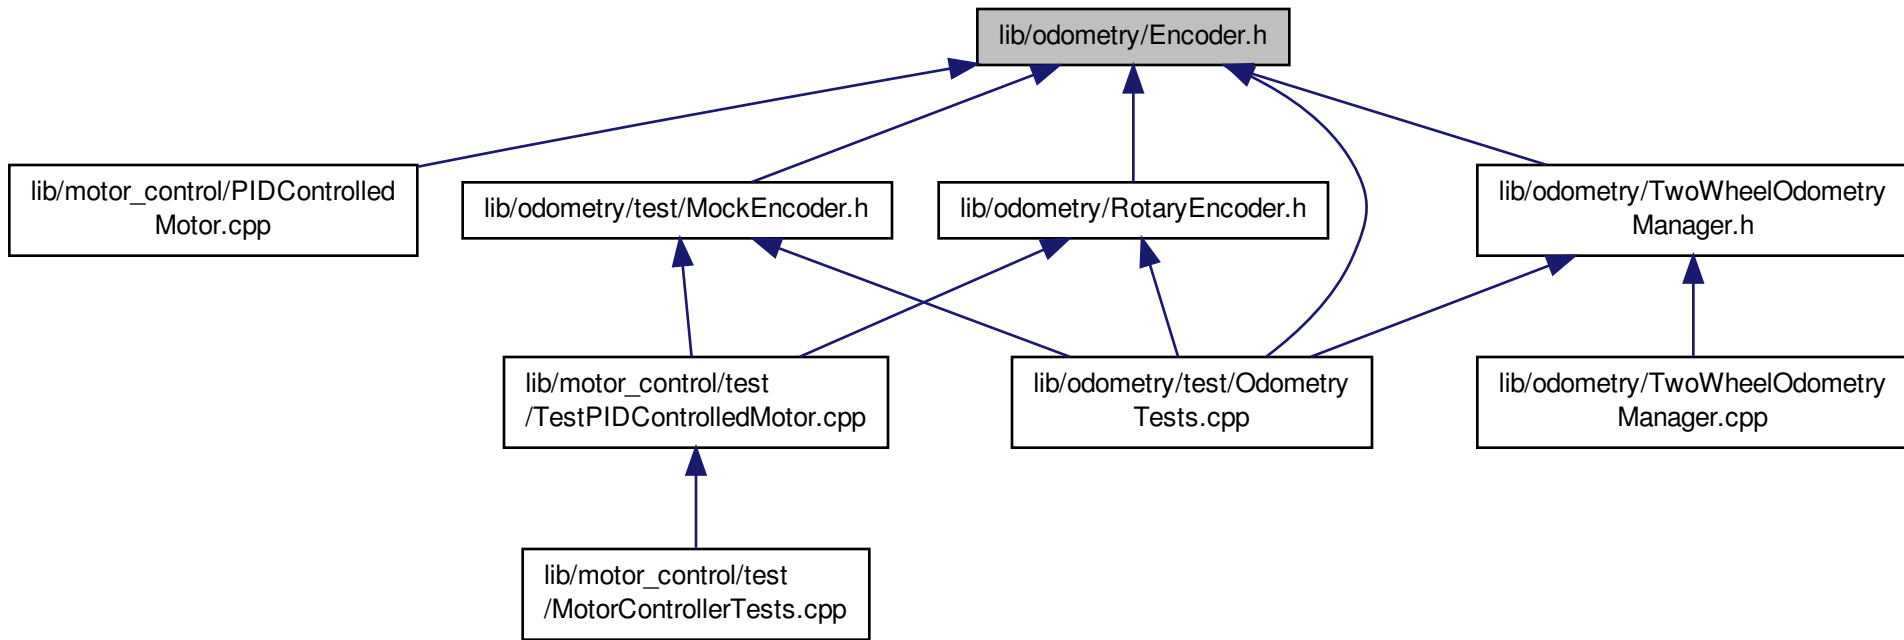 lib/odometry/Encoder.h
lib/motor_control/PIDControlled
Motor.cpp
lib/odometry/test/MockEncoder.h
lib/odometry/RotaryEncoder.h
lib/odometry/TwoWheelOdometry
Manager.h
lib/motor_control/test
/TestPIDControlledMotor.cpp
lib/odometry/test/Odometry
Tests.cpp
lib/odometry/TwoWheelOdometry
Manager.cpp
lib/motor_control/test
/MotorControllerTests.cpp